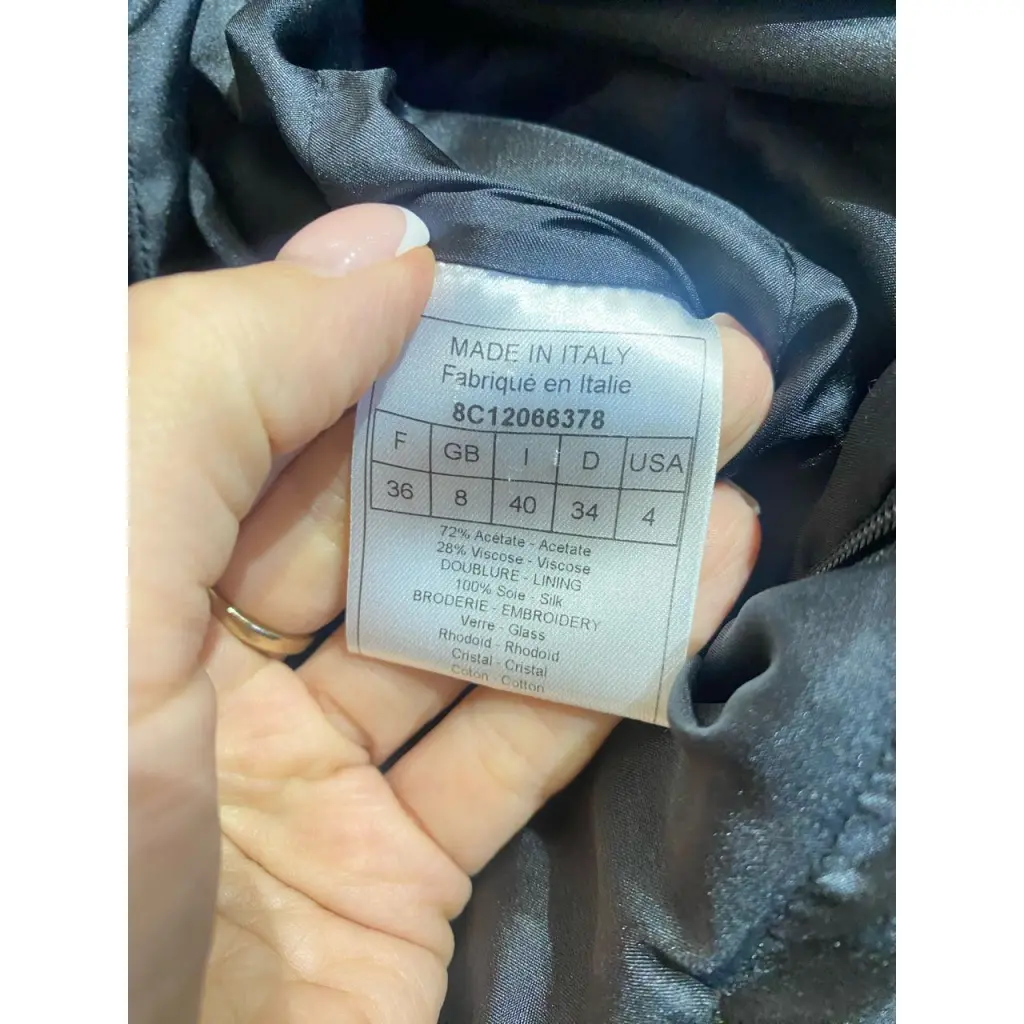 MADE IN ITALY
Fabriqué en Italie
8C12066378
F GB I D USA
36 8 40 34 4
72% Acétate - Acetate
28% Viscose - Viscose
DOUBLURE - LINING
100% Soie - Silk
BRODERIE - EMBROIDERY
Verre - Glass
Rhodoid - Rhodoid
Cristal - Cristal
Coton - Cotton